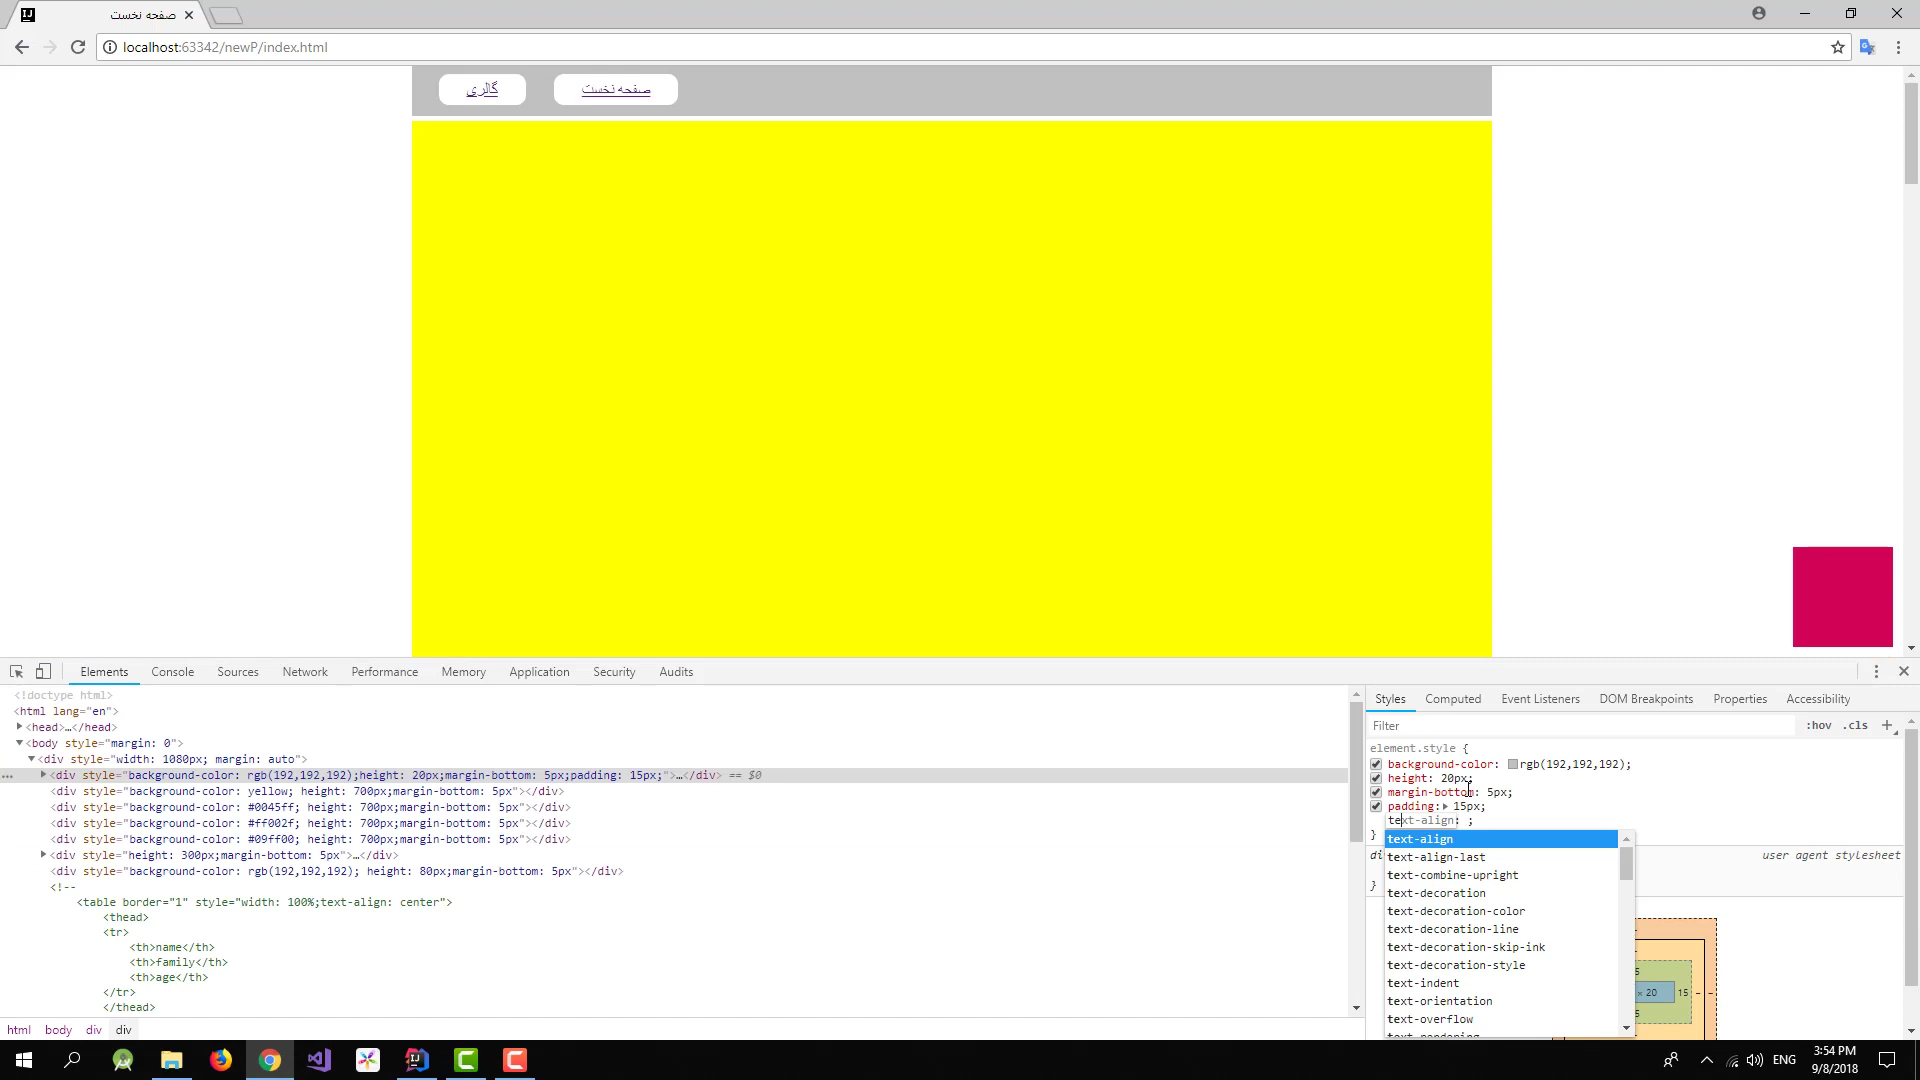 صفحه نخست
localhost:63342/newP/index.html
گالری
صفحه نخست
Elements
Console
Sources
Network
Performance
Memory
Application
Security
Audits
<!doctype html>
<html lang="en">
<head>…</head>
<body style="margin: 0">
<div style="width: 1080px; margin: auto">
<div style="background-color: rgb(192,192,192);height: 20px;margin-bottom: 5px;padding: 15px;">…</div> == $0
<div style="background-color: yellow; height: 700px;margin-bottom: 5px"></div>
<div style="background-color: #0045ff; height: 700px;margin-bottom: 5px"></div>
<div style="background-color: #ff002f; height: 700px;margin-bottom: 5px"></div>
<div style="background-color: #09ff00; height: 700px;margin-bottom: 5px"></div>
<div style="height: 300px;margin-bottom: 5px">…</div>
<div style="background-color: rgb(192,192,192); height: 80px;margin-bottom: 5px"></div>
<!--
<table border="1" style="width: 100%;text-align: center">
<thead>
<tr>
<th>name</th>
<th>family</th>
<th>age</th>
</tr>
</thead>
html body div div
Styles
Computed
Event Listeners
DOM Breakpoints
Properties
Accessibility
Filter
:hov .cls
element.style {
background-color: rgb(192,192,192);
height: 20px;
margin-bottom: 5px;
padding: 15px;
text-align: ;
}
di
user agent stylesheet
}
text-align
text-align-last
text-combine-upright
text-decoration
text-decoration-color
text-decoration-line
text-decoration-skip-ink
text-decoration-style
text-indent
text-orientation
text-overflow
5
× 20 15 – –
5
ENG
3:54 PM
9/8/2018